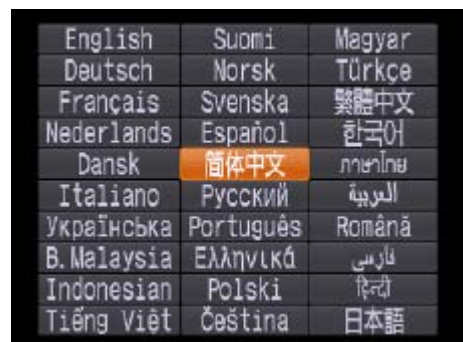 English Suomi Magyar
Deutsch Norsk Türkçe
Français Svenska 繁體中文
Nederlands Español 한국어
Dansk 简体中文 ภาษาไทย
Italiano Русский العربية
Українська Português Română
B.Malaysia Ελληνικά فارسی
Indonesian Polski हिन्दी
Tiếng Việt Čeština 日本語